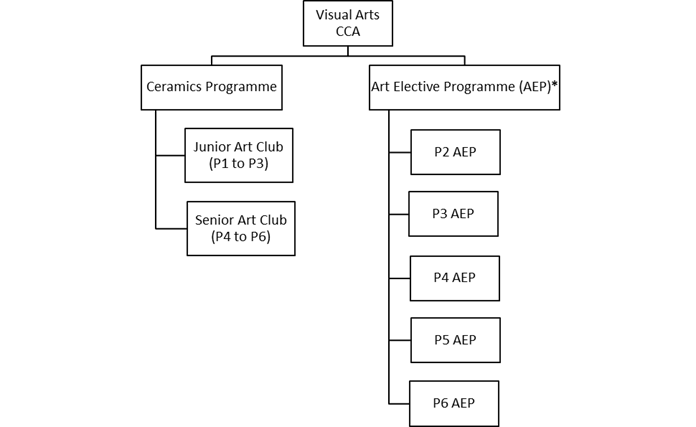 Visual Arts
CCA
Ceramics Programme
Art Elective Programme (AEP)*
Junior Art Club
(P1 to P3)
Senior Art Club
(P4 to P6)
P2 AEP
P3 AEP
P4 AEP
P5 AEP
P6 AEP